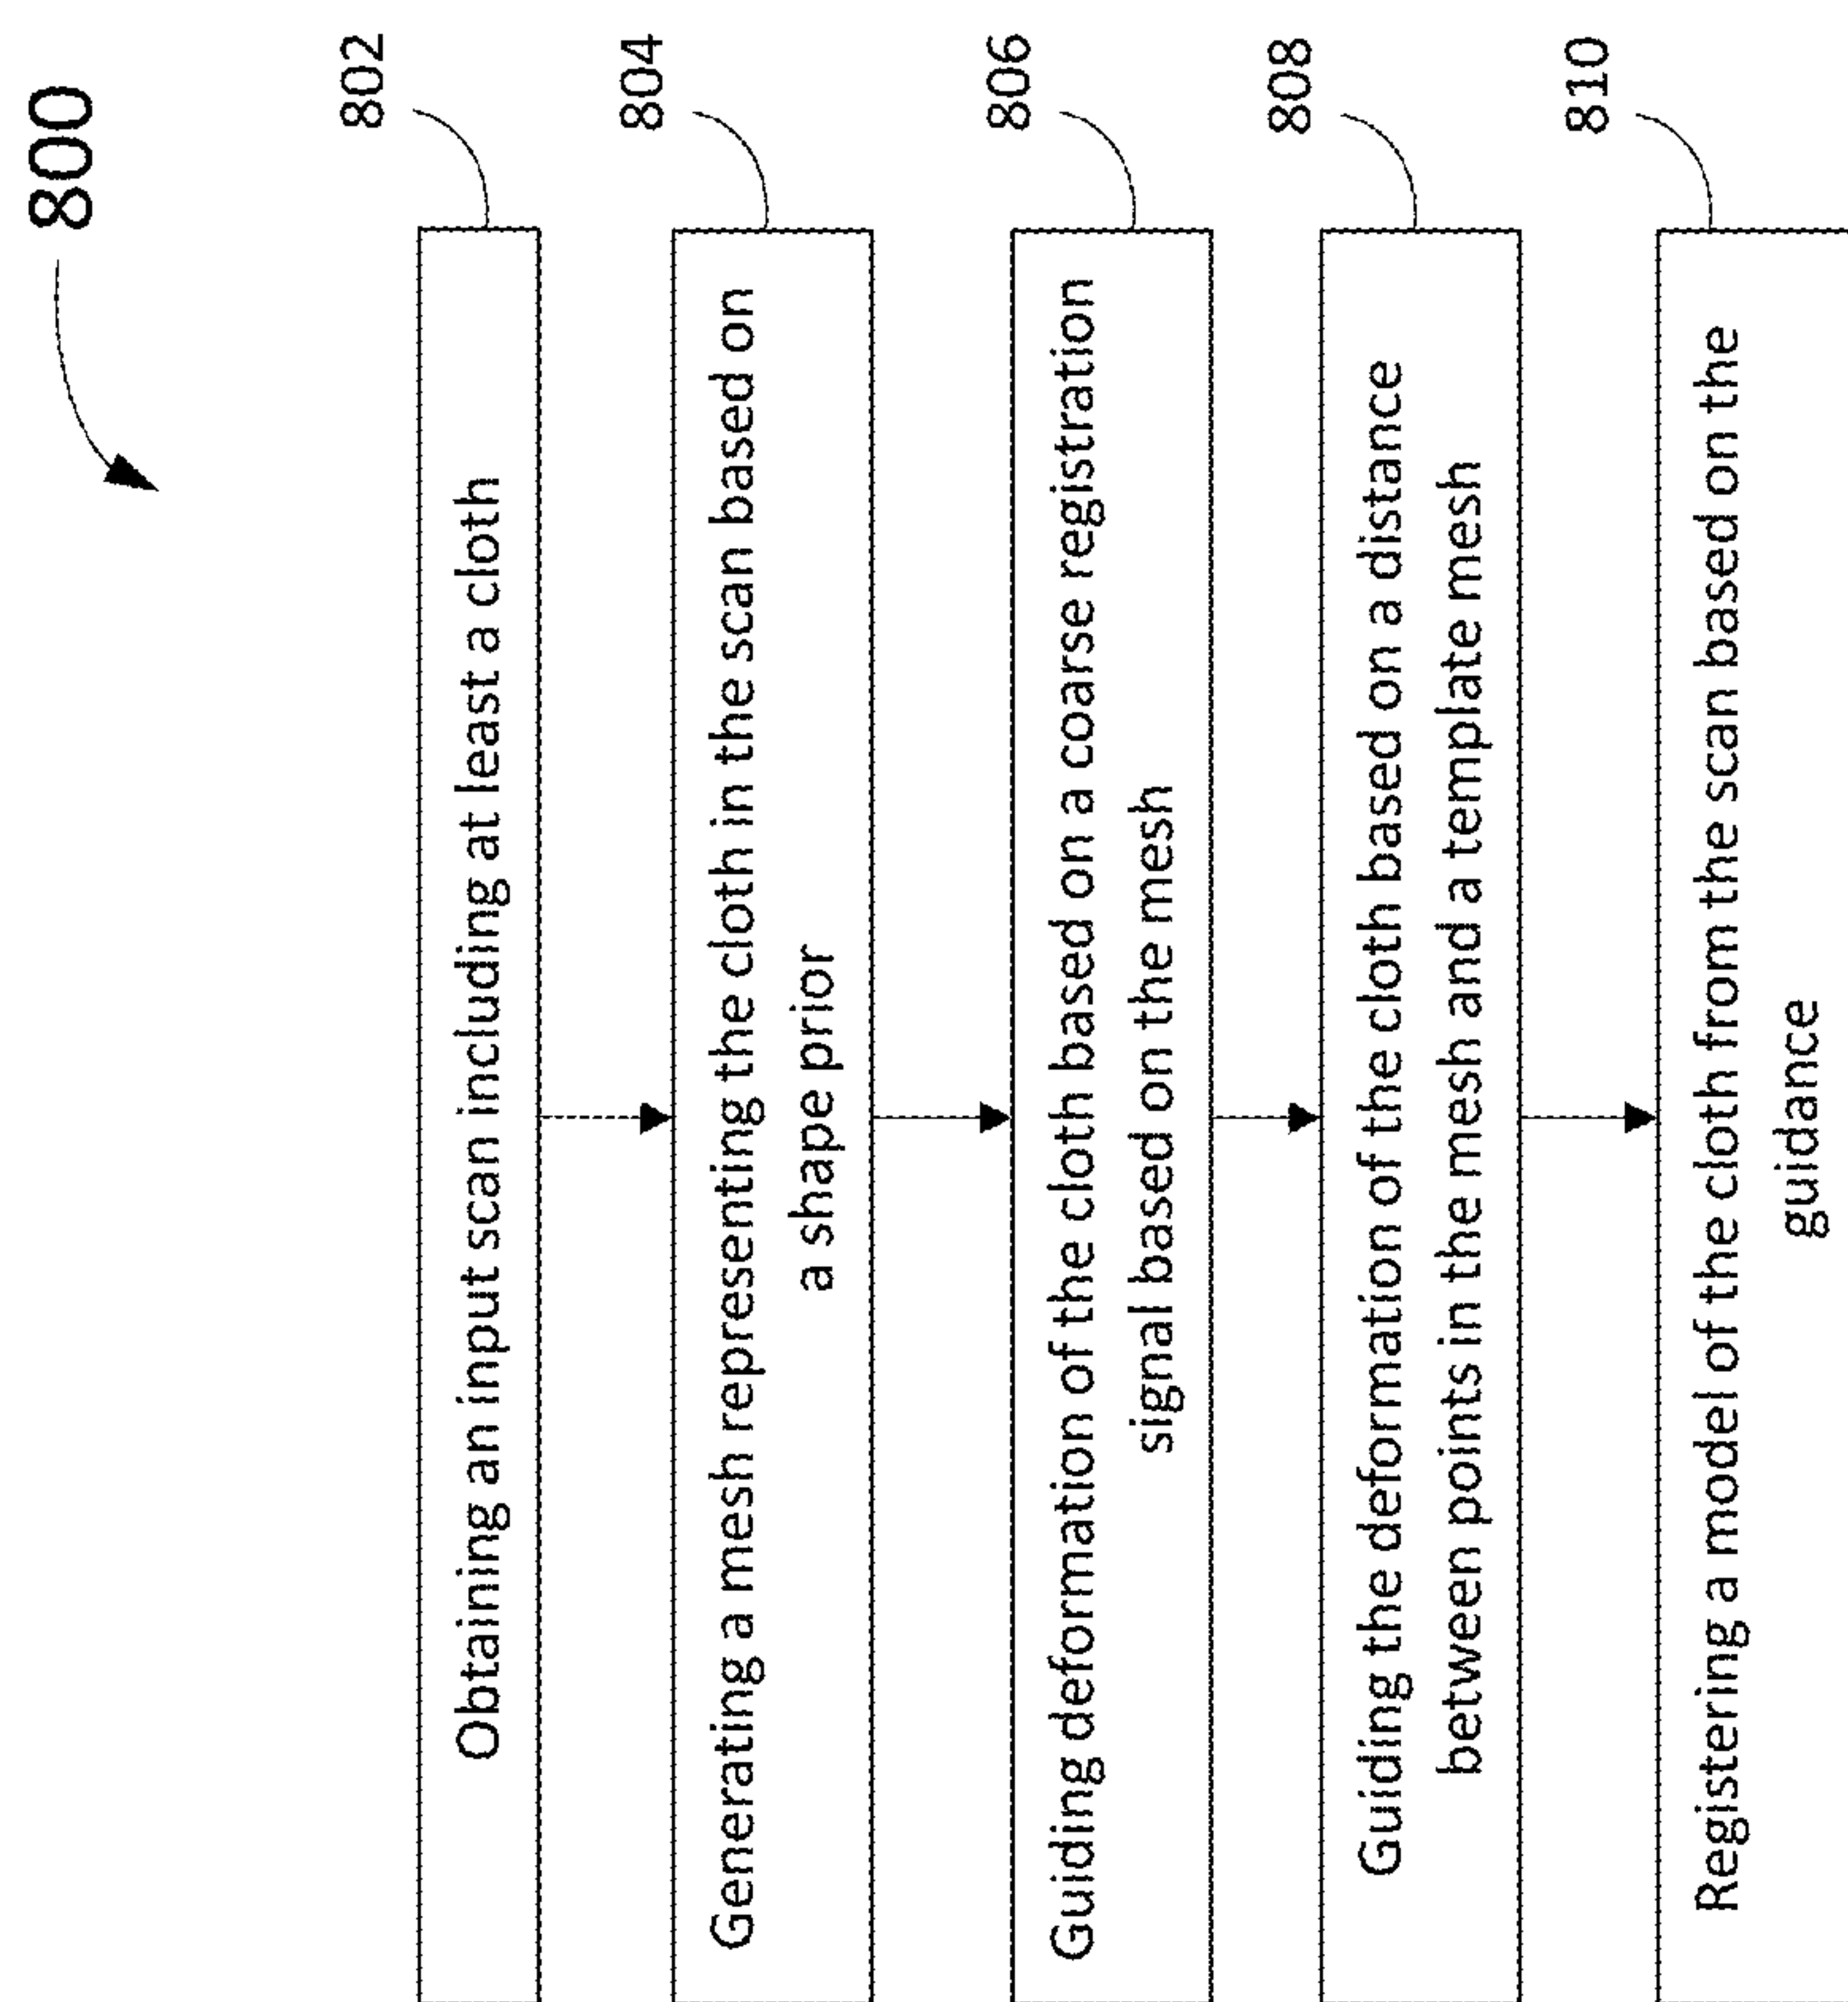 800
802
Obtaining an input scan including at least a cloth
804
Generating a mesh representing the cloth in the scan based on
a shape prior
806
Guiding deformation of the cloth based on a coarse registration
signal based on the mesh
808
Guiding the deformation of the cloth based on a distance
between points in the mesh and a template mesh
810
Registering a model of the cloth from the scan based on the
guidance